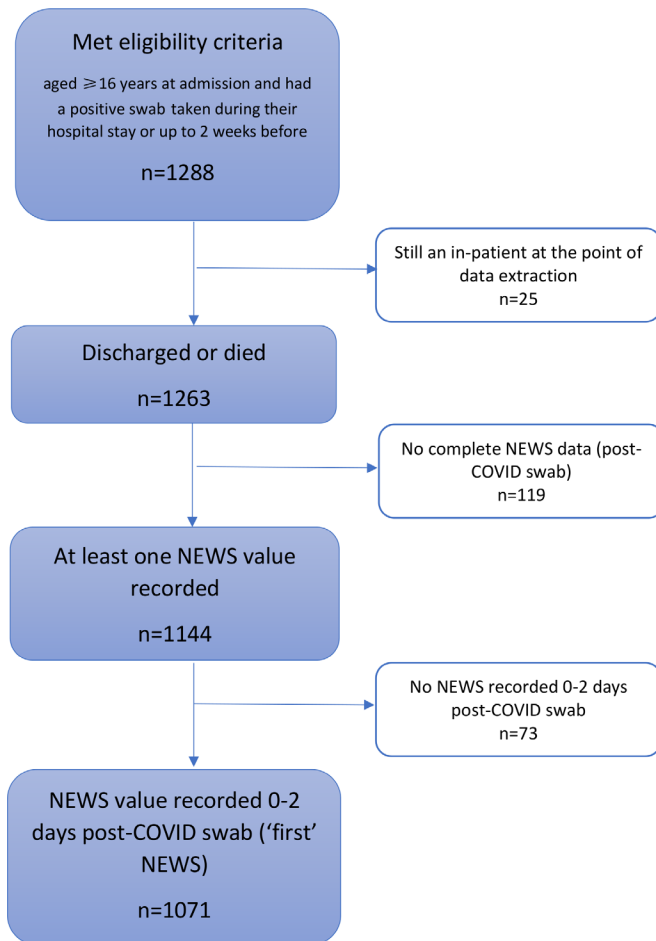 Met eligibility criteria
aged ⩾16 years at admission and had
a positive swab taken during their
hospital stay or up to 2 weeks before
n=1288
Still an in-patient at the point of
data extraction
n=25
Discharged or died
n=1263
No complete NEWS data (post-
COVID swab)
n=119
At least one NEWS value
recorded
n=1144
No NEWS recorded 0-2 days
post-COVID swab
n=73
NEWS value recorded 0-2
days post-COVID swab (‘first’
NEWS)
n=1071